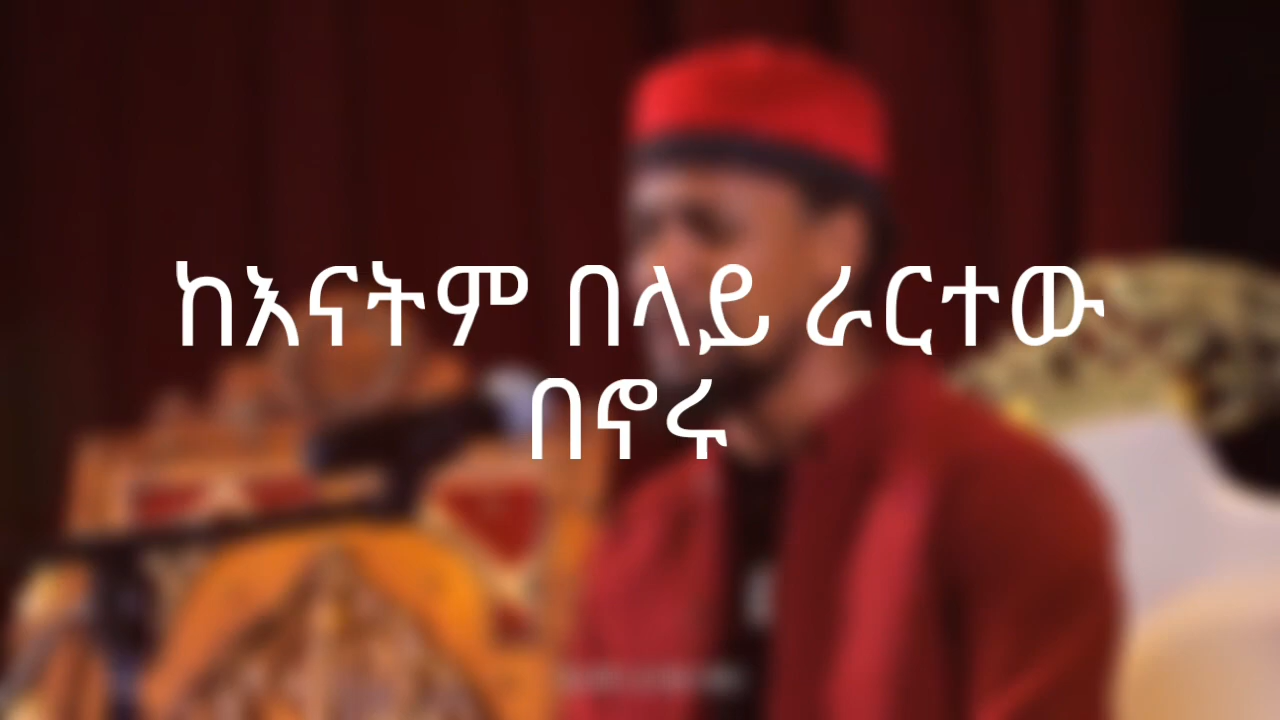 ከእናትም በላይ ራርተው
በኖሩ